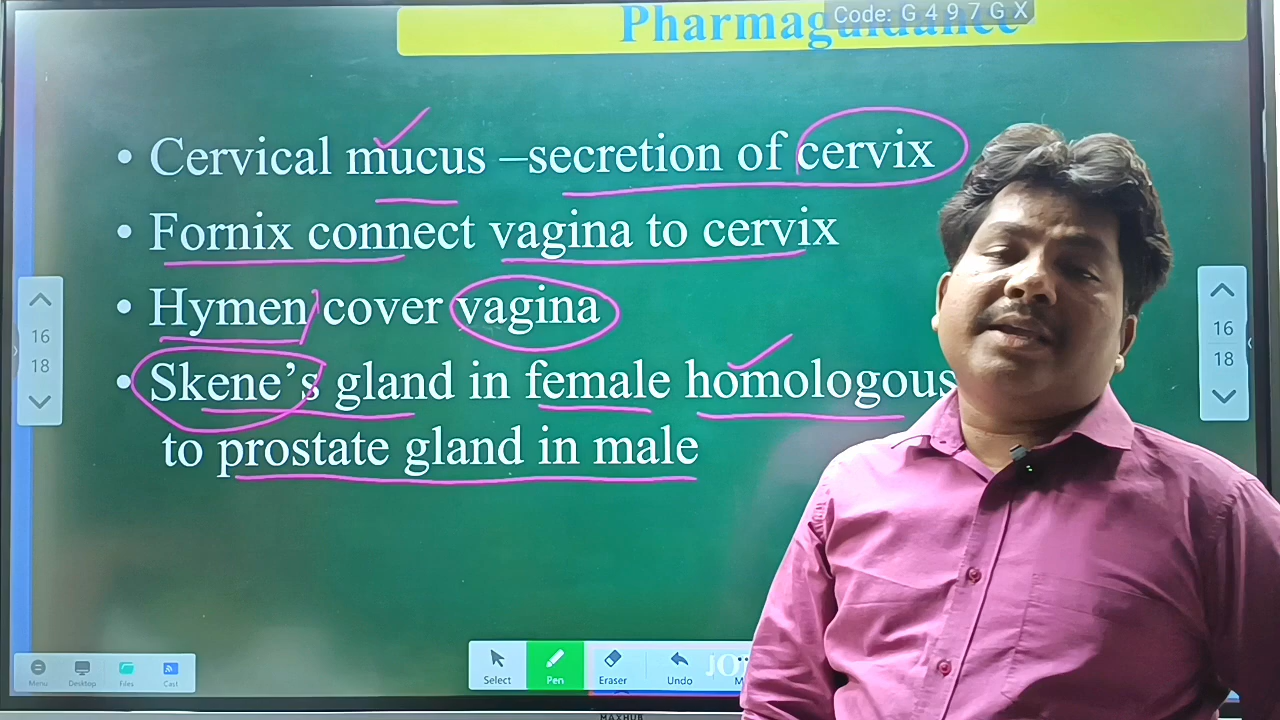 Pharmaguidance
Code: G 4 9 7 G X
• Cervical mucus –secretion of cervix
• Fornix connect vagina to cervix
• Hymen cover vagina
• Skene's gland in female homologous
to prostate gland in male
16
18
16
18
Menu Desktop Files Cast
Select Pen Eraser Undo
MAXHUB